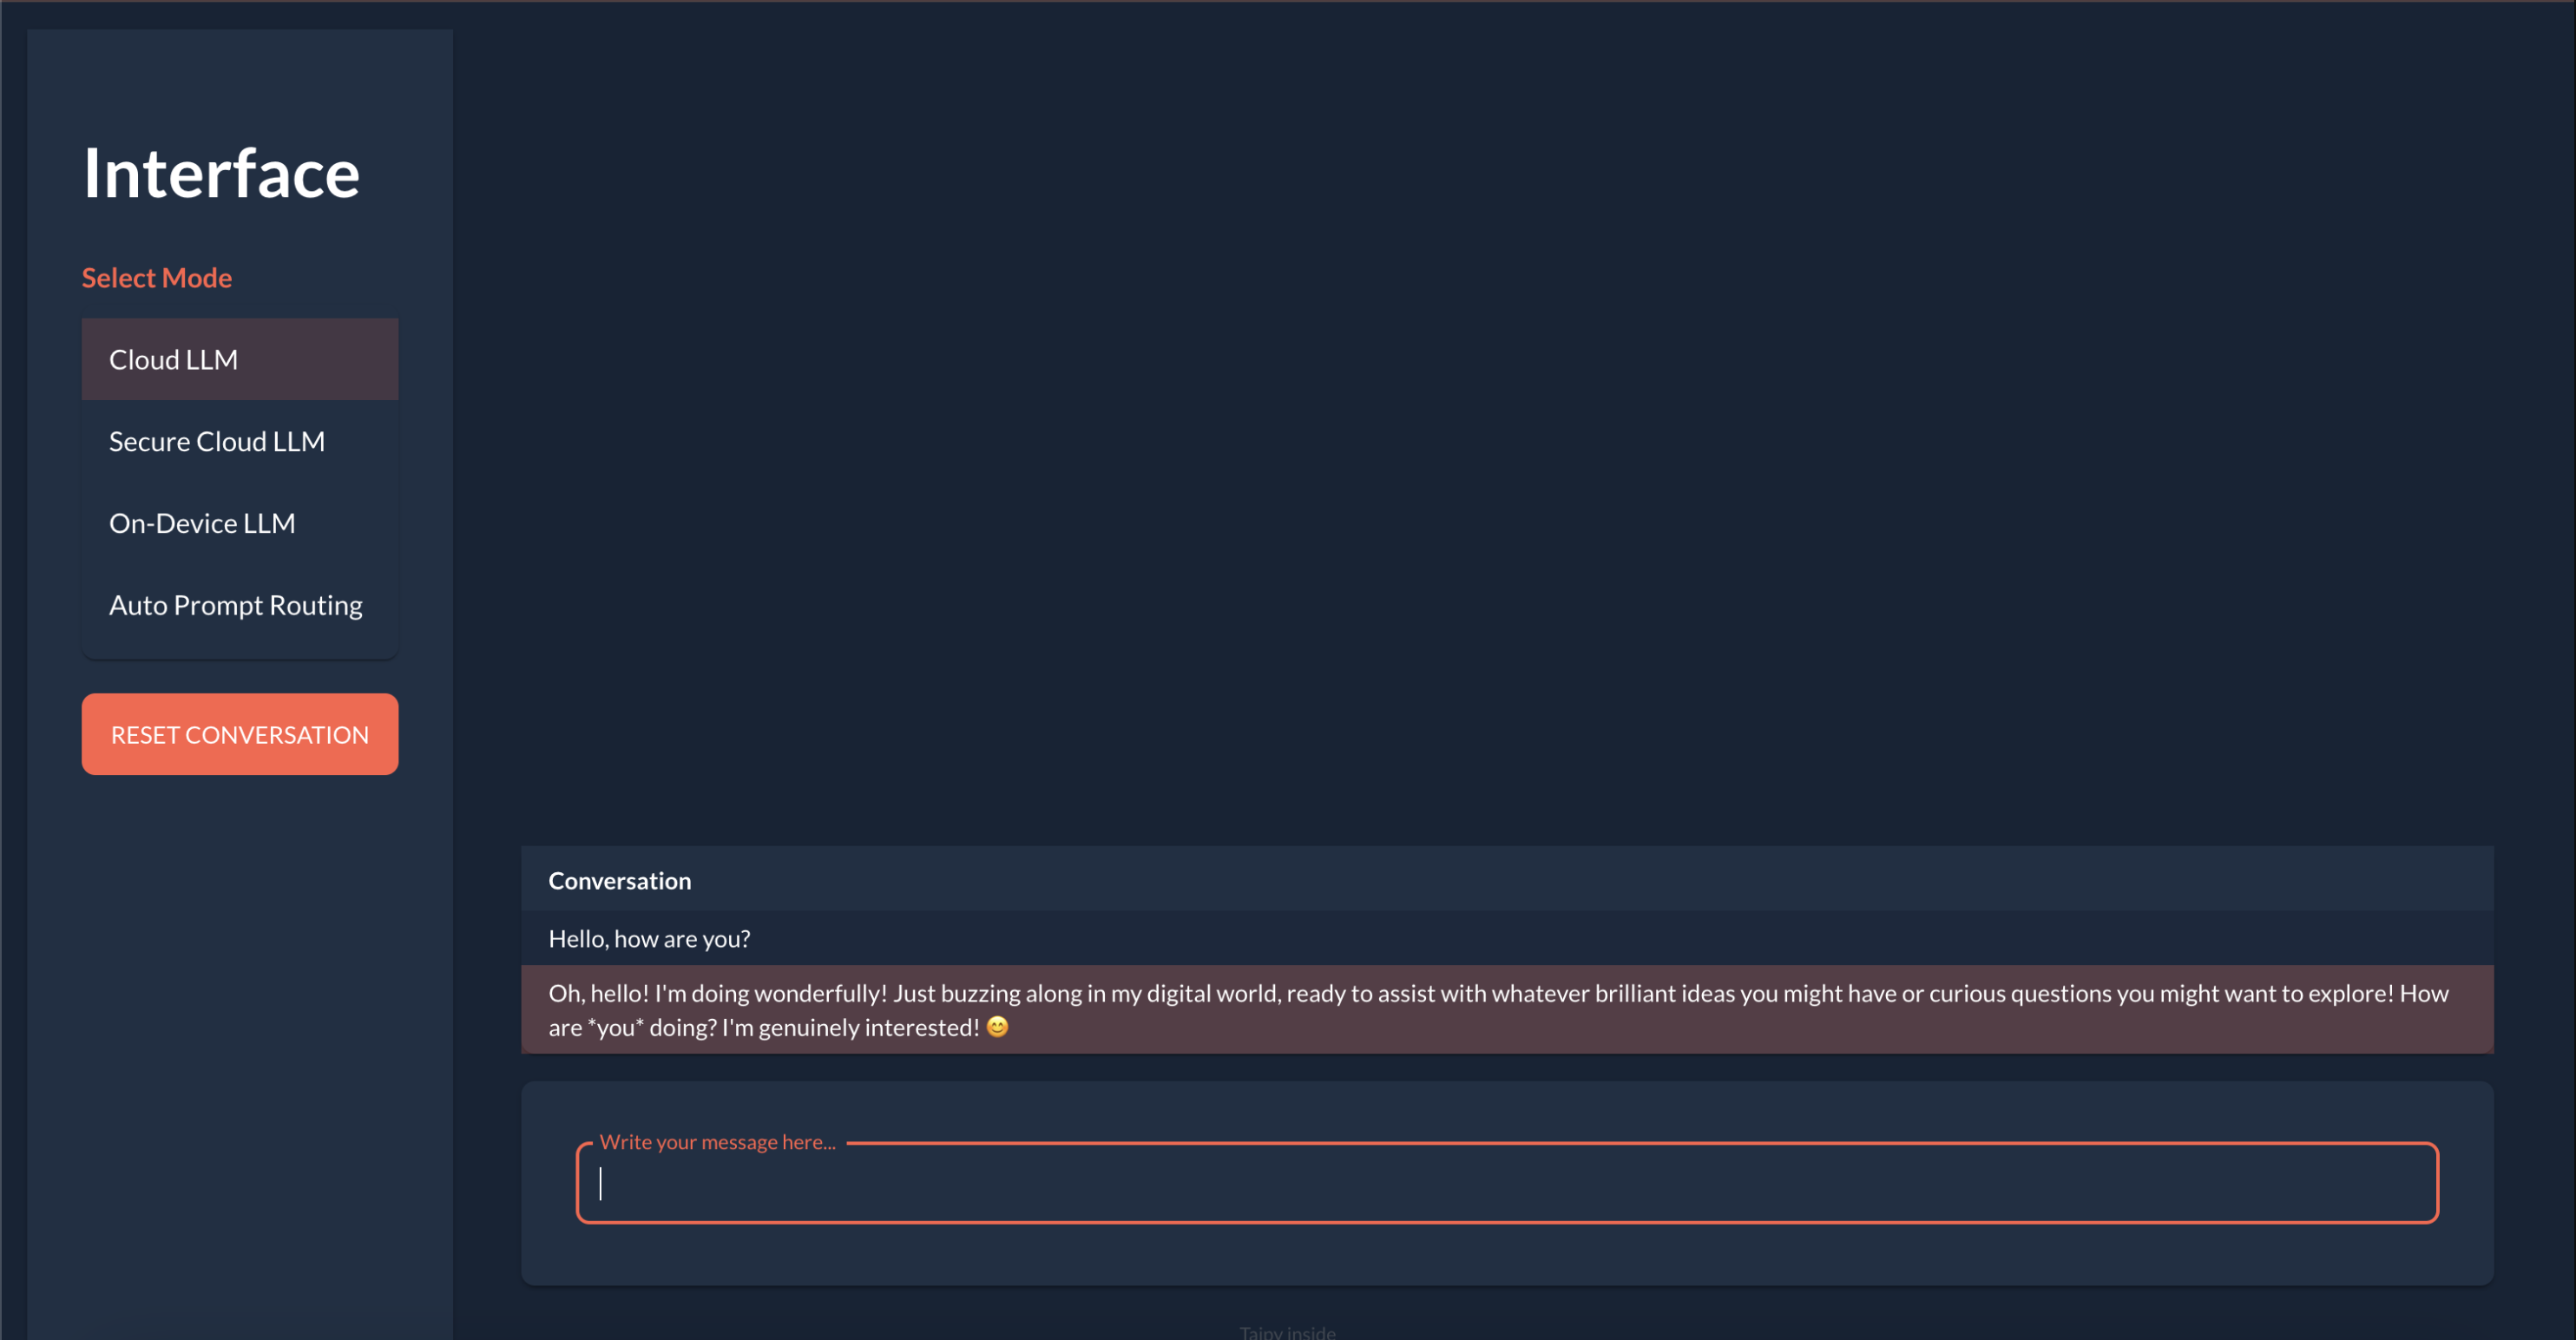 Interface
Select Mode
Cloud LLM
Secure Cloud LLM
On-Device LLM
Auto Prompt Routing
RESET CONVERSATION
Conversation
Hello, how are you?
Oh, hello! I'm doing wonderfully! Just buzzing along in my digital world, ready to assist with whatever brilliant ideas you might have or curious questions you might want to explore! How
are *you* doing? I'm genuinely interested! 😊
Write your message here...
Taipy inside